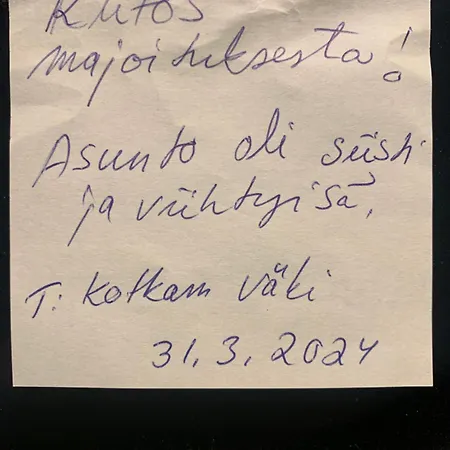 Kiitos
majoituksesta!
Asunto oli siisti
ja viihtyisä.
T: Kotkan väki
31.3.2024